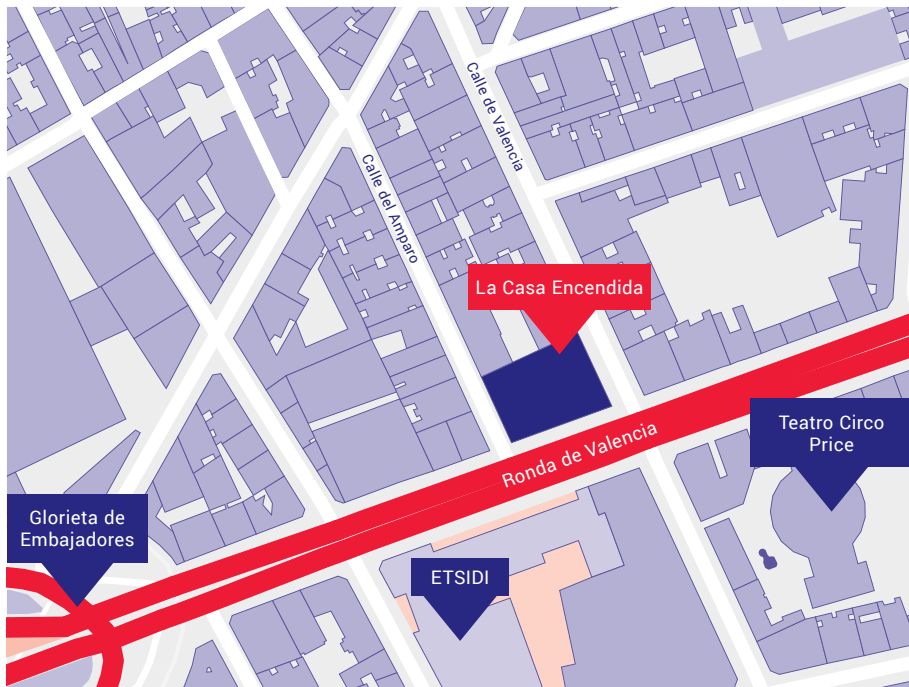 Calle de Valencia
Calle del Amparo
La Casa Encendida
Teatro Circo
Price
Ronda de Valencia
Glorieta de
Embajadores
ETSIDI